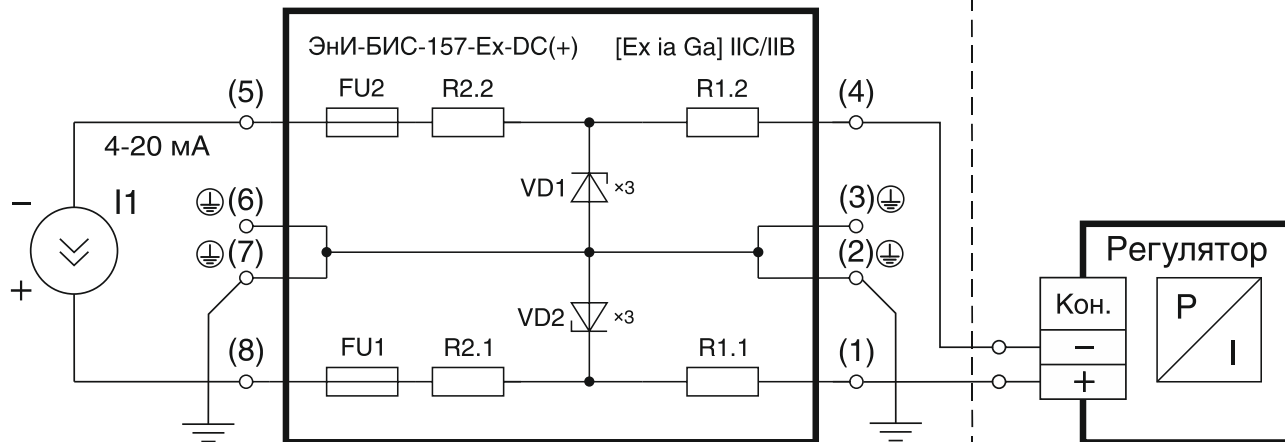 ЭнИ-БИС-157-Ex-DC(+) [Ex ia Ga] IIC/IIB
(5) FU2 R2.2 R1.2 (4)
4-20 мА
VD1 ×3
− I1 (6) (3)
(7) (2) Регулятор
+
VD2 ×3 Кон. P
I
−
(8) FU1 R2.1 R1.1 (1)
+